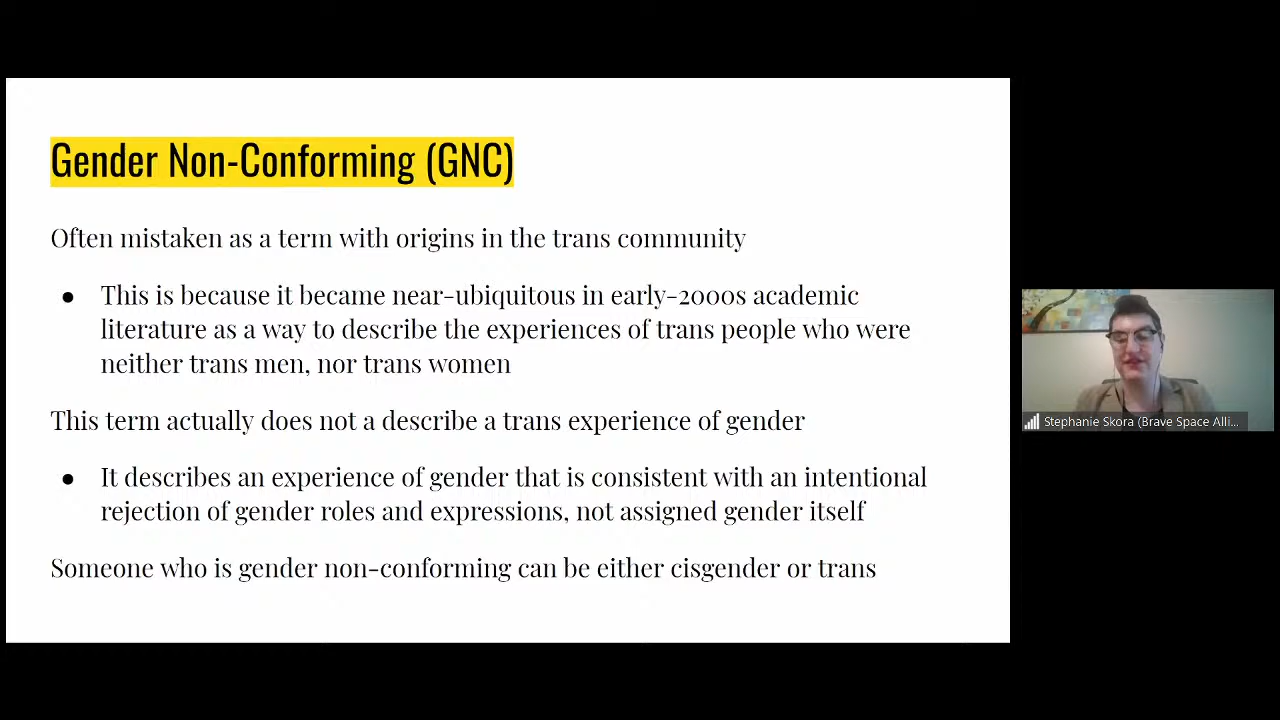 Gender Non-Conforming (GNC)
Often mistaken as a term with origins in the trans community
● This is because it became near-ubiquitous in early-2000s academic
literature as a way to describe the experiences of trans people who were
neither trans men, nor trans women
This term actually does not a describe a trans experience of gender
● It describes an experience of gender that is consistent with an intentional
rejection of gender roles and expressions, not assigned gender itself
Someone who is gender non-conforming can be either cisgender or trans
Stephanie Skora (Brave Space Alli...